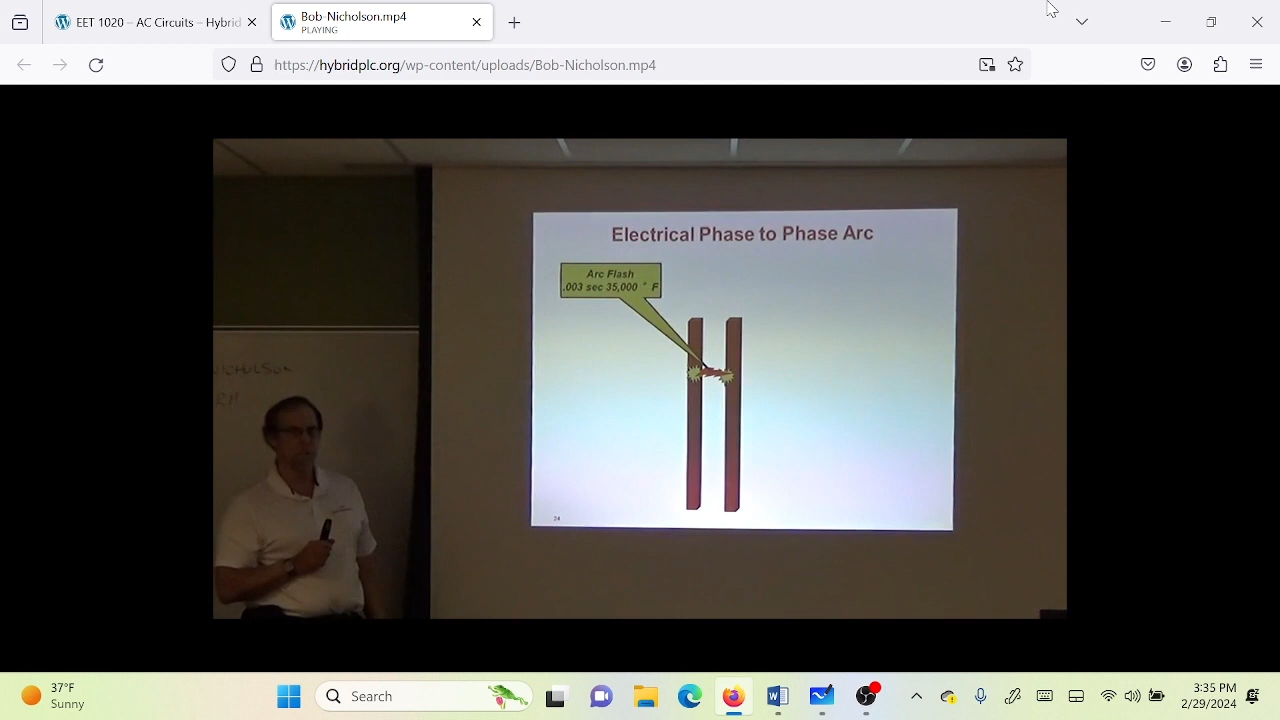 EET 1020 – AC Circuits – Hybrid
Bob-Nicholson.mp4
PLAYING
https://hybridplc.org/wp-content/uploads/Bob-Nicholson.mp4
Electrical Phase to Phase Arc
Arc Flash
.003 sec 35,000 ° F
24
NICHOLSON
37°F
Sunny
Search
3:35 PM
2/29/2024